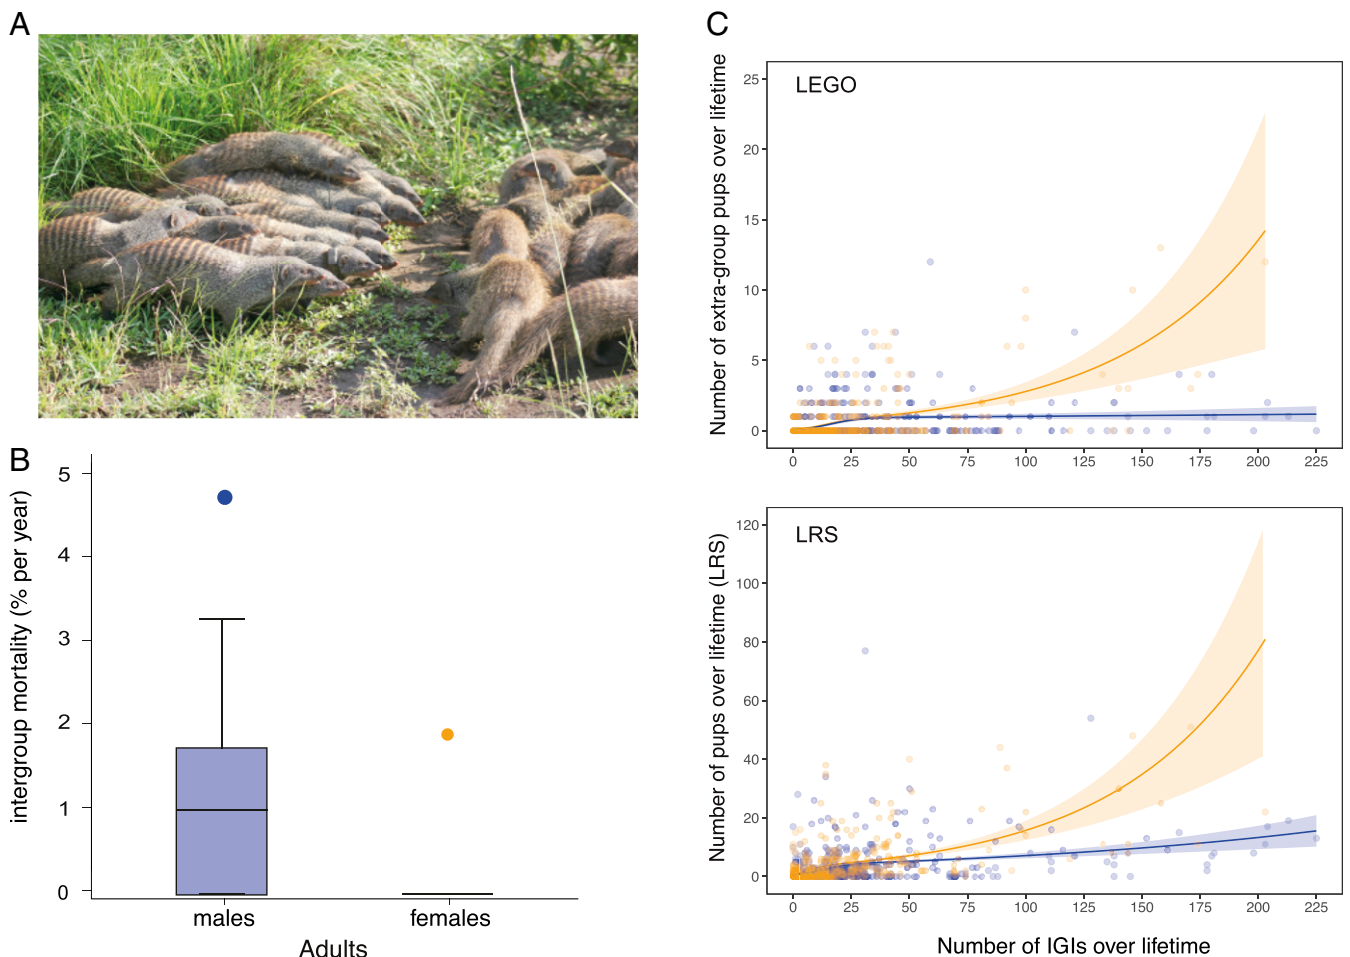 A
B
intergroup mortality (% per year)
5
4
3
2
1
0
males
females
Adults
C
LEGO
Number of extra-group pups over lifetime
25
20
15
10
5
0
0 25 50 75 100 125 150 175 200 225
LRS
Number of pups over lifetime (LRS)
120
100
80
60
40
20
0
0 25 50 75 100 125 150 175 200 225
Number of IGIs over lifetime